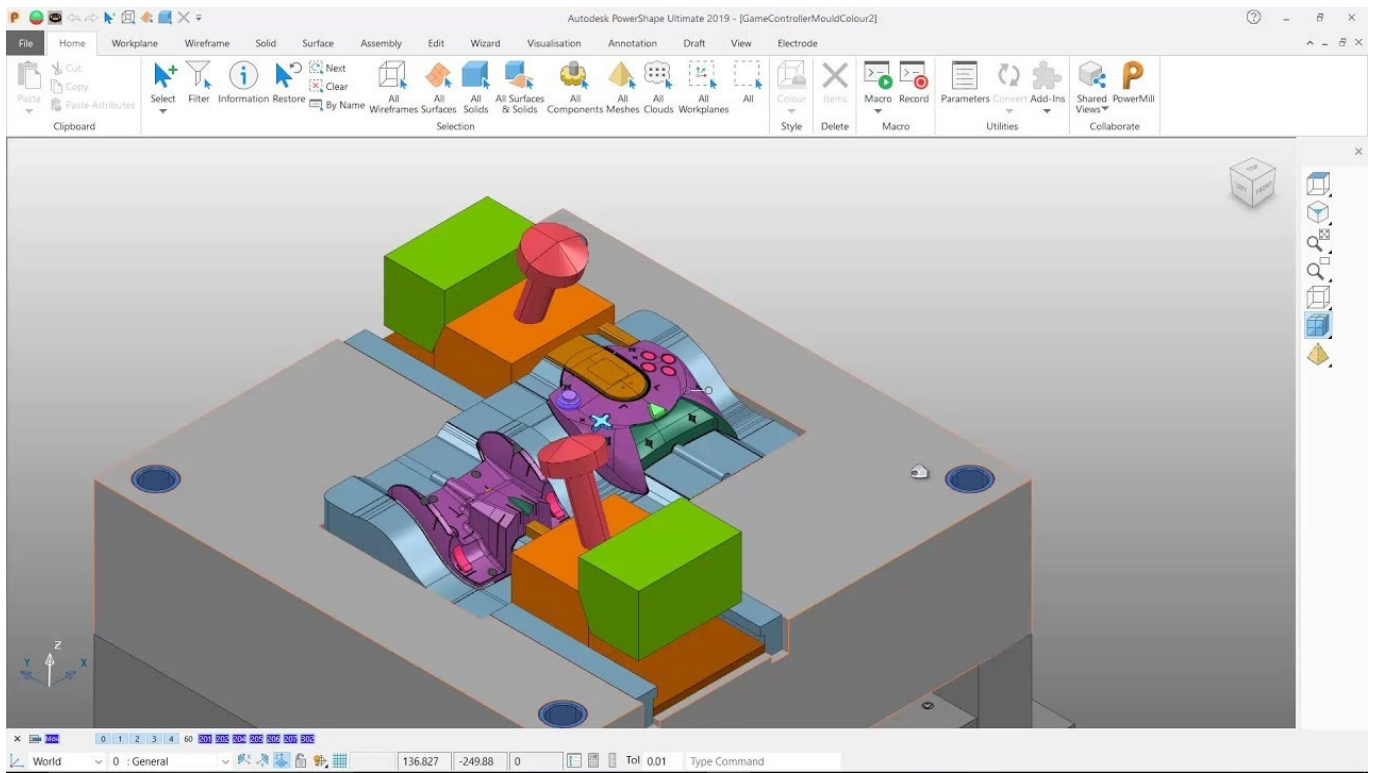 Autodesk PowerShape Ultimate 2019 - [GameControllerMouldColour2]
File Home Workplane Wireframe Solid Surface Assembly Edit Wizard Visualisation Annotation Draft View Electrode
Paste
Cut
Copy
Paste Attributes
Clipboard
Select
Filter
Information
Restore
Next
Clear
By Name
All Wireframes
All Surfaces
All Solids
All Surfaces & Solids
All Components
All Meshes
All Clouds
All Workplanes
All
Selection
Colour
Style
Items
Delete
Macro
Record
Macro
Parameters
Convert
Add-Ins
Utilities
Shared Views
PowerMill
Collaborate
TOP
LEFT
FRONT
Z
Y
X
0 1 2 3 4 60 201 202 204 205 206 207 302
World 0 : General 136.827 -249.88 0 Tol 0.01 Type Command